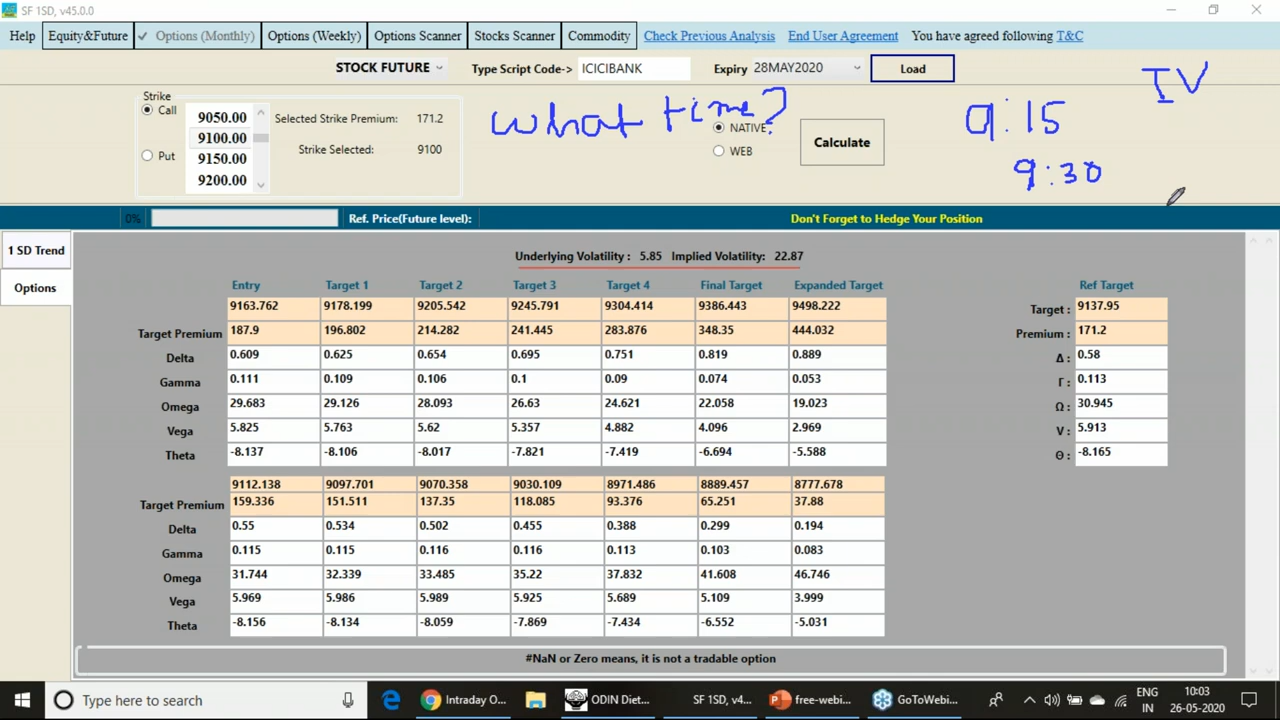 SF 1SD, v45.0.0
Help Equity&Future Options (Monthly) Options (Weekly) Options Scanner Stocks Scanner Commodity Check Previous Analysis End User Agreement You have agreed following T&C
STOCK FUTURE Type Script Code-> ICICIBANK Expiry 28MAY2020 Load
IV
Strike
Call
Put
9050.00
9100.00
9150.00
9200.00
Selected Strike Premium: 171.2
Strike Selected: 9100
what time?
NATIVE
WEB
Calculate
9:15
9:30
0% Ref. Price(Future level): Don't Forget to Hedge Your Position
1 SD Trend
Options
Underlying Volatility : 5.85 Implied Volatility: 22.87
Entry Target 1 Target 2 Target 3 Target 4 Final Target Expanded Target
9163.762 9178.199 9205.542 9245.791 9304.414 9386.443 9498.222
Target Premium 187.9 196.802 214.282 241.445 283.876 348.35 444.032
Delta 0.609 0.625 0.654 0.695 0.751 0.819 0.889
Gamma 0.111 0.109 0.106 0.1 0.09 0.074 0.053
Omega 29.683 29.126 28.093 26.63 24.621 22.058 19.023
Vega 5.825 5.763 5.62 5.357 4.882 4.096 2.969
Theta -8.137 -8.106 -8.017 -7.821 -7.419 -6.694 -5.588
Ref Target
Target : 9137.95
Premium : 171.2
Δ : 0.58
Γ : 0.113
Ω : 30.945
V : 5.913
Θ : -8.165
9112.138 9097.701 9070.358 9030.109 8971.486 8889.457 8777.678
Target Premium 159.336 151.511 137.35 118.085 93.376 65.251 37.88
Delta 0.55 0.534 0.502 0.455 0.388 0.299 0.194
Gamma 0.115 0.115 0.116 0.116 0.113 0.103 0.083
Omega 31.744 32.339 33.485 35.22 37.832 41.608 46.746
Vega 5.969 5.986 5.989 5.925 5.689 5.109 3.999
Theta -8.156 -8.134 -8.059 -7.869 -7.434 -6.552 -5.031
#NaN or Zero means, it is not a tradable option
Type here to search Intraday O... ODIN Diet... SF 1SD, v4... free-webi... GoToWebi... ENG IN 10:03 26-05-2020